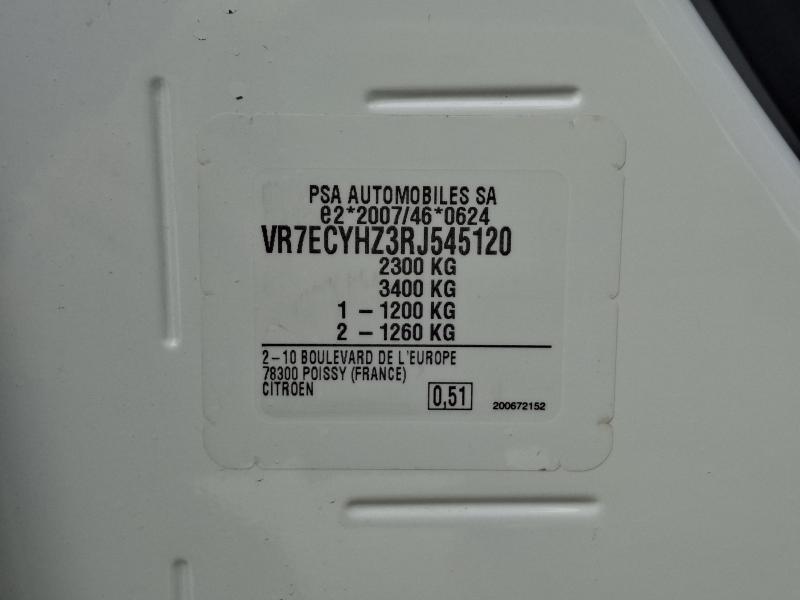 PSA AUTOMOBILES SA
e2*2007/46*0624
VR7ECYHZ3RJ545120
2300 KG
3400 KG
1 - 1200 KG
2 - 1260 KG
2-10 BOULEVARD DE L'EUROPE
78300 POISSY (FRANCE)
CITROEN
0,51
200672152